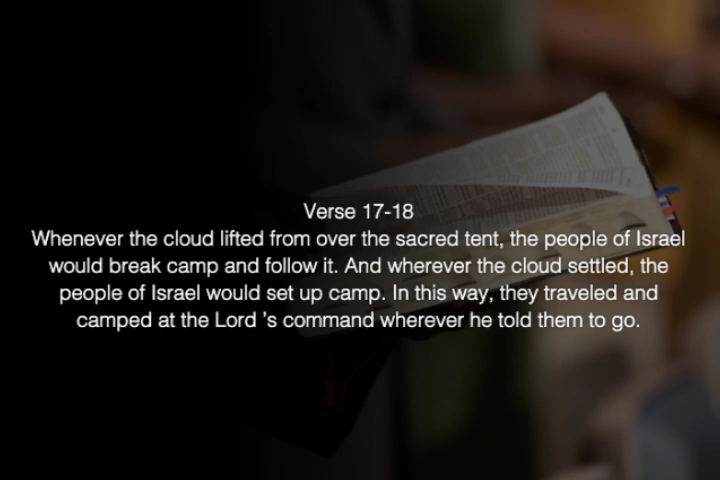 Verse 17-18
Whenever the cloud lifted from over the sacred tent, the people of Israel
would break camp and follow it. And wherever the cloud settled, the
people of Israel would set up camp. In this way, they traveled and
camped at the Lord ’s command wherever he told them to go.